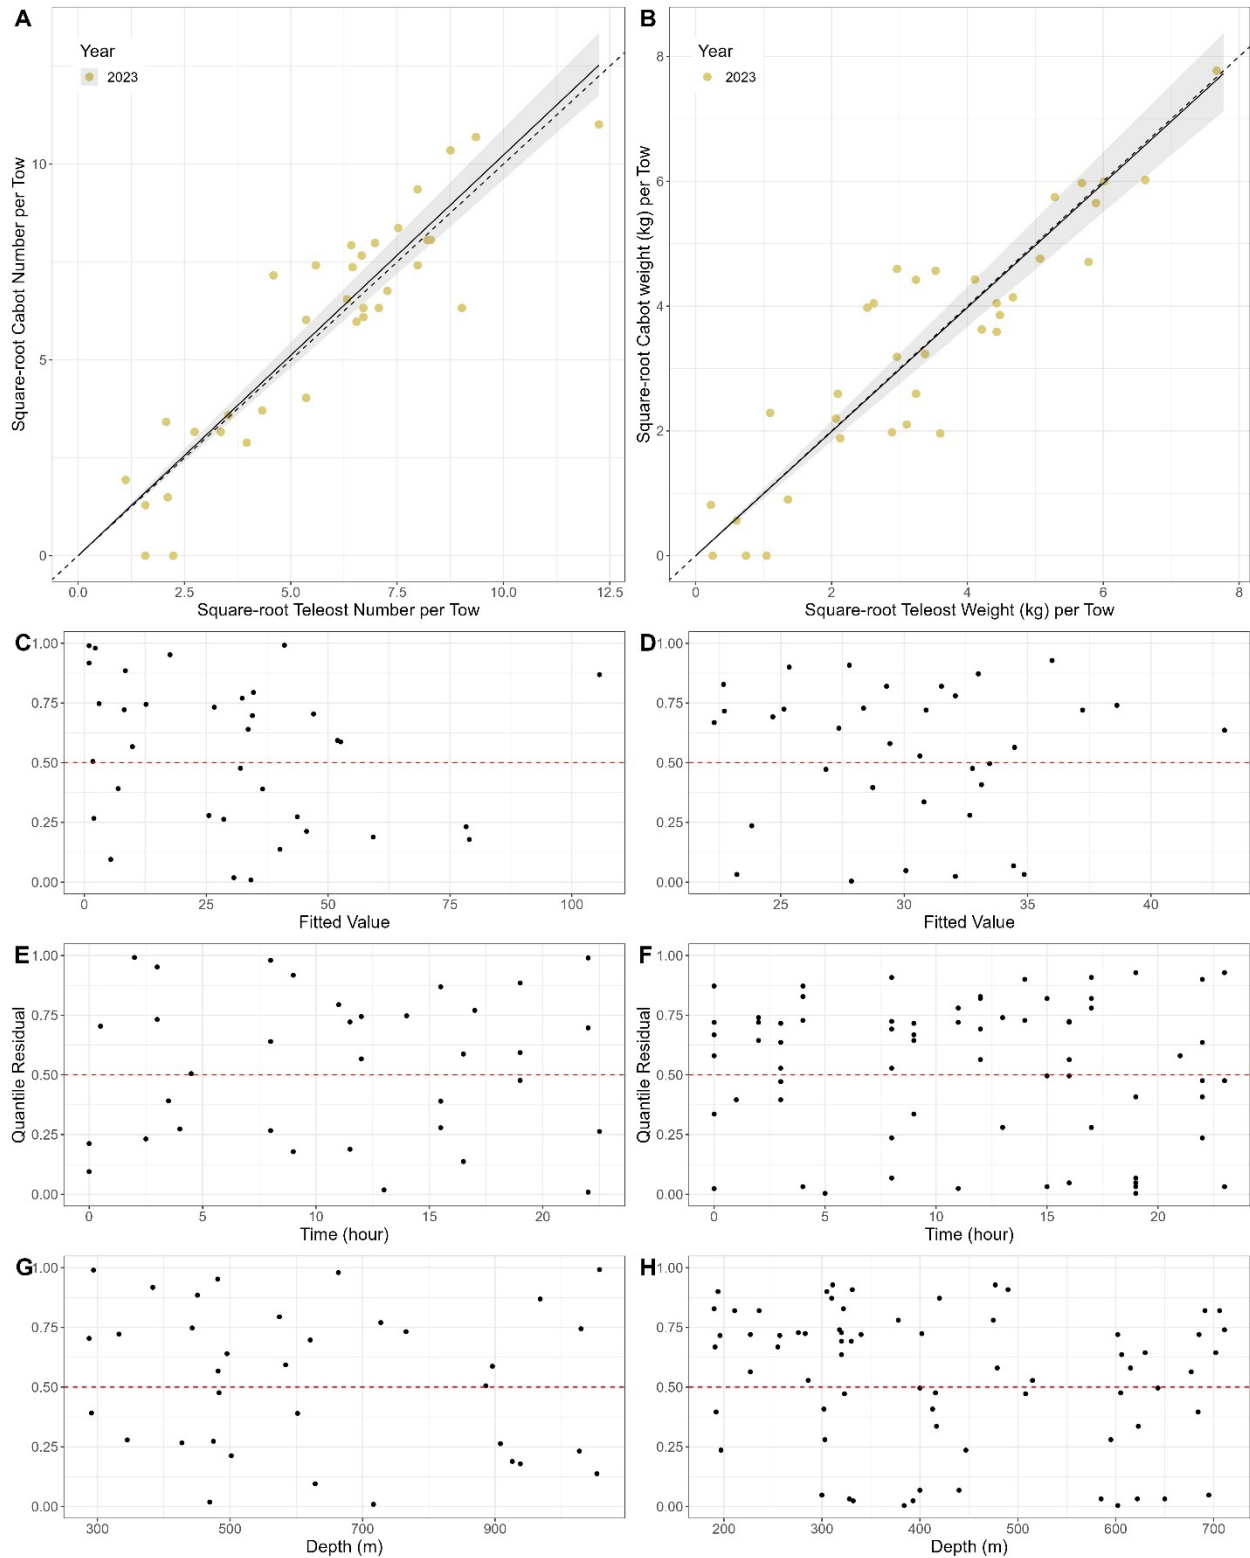 A
Year
2023
10
5
0
Square-root Cabot Number per Tow
0.0 2.5 5.0 7.5 10.0 12.5
Square-root Teleost Number per Tow
B
Year
2023
8
6
4
2
0
Square-root Cabot weight (kg) per Tow
0 2 4 6 8
Square-root Teleost Weight (kg) per Tow
C
1.00
0.75
0.50
0.25
0.00
0 25 50 75 100
Fitted Value
D
1.00
0.75
0.50
0.25
0.00
25 30 35 40
Fitted Value
E
1.00
0.75
0.50
0.25
0.00
Quantile Residual
0 5 10 15 20
Time (hour)
F
1.00
0.75
0.50
0.25
0.00
Quantile Residual
0 5 10 15 20
Time (hour)
G
1.00
0.75
0.50
0.25
0.00
300 500 700 900
Depth (m)
H
1.00
0.75
0.50
0.25
0.00
200 300 400 500 600 700
Depth (m)